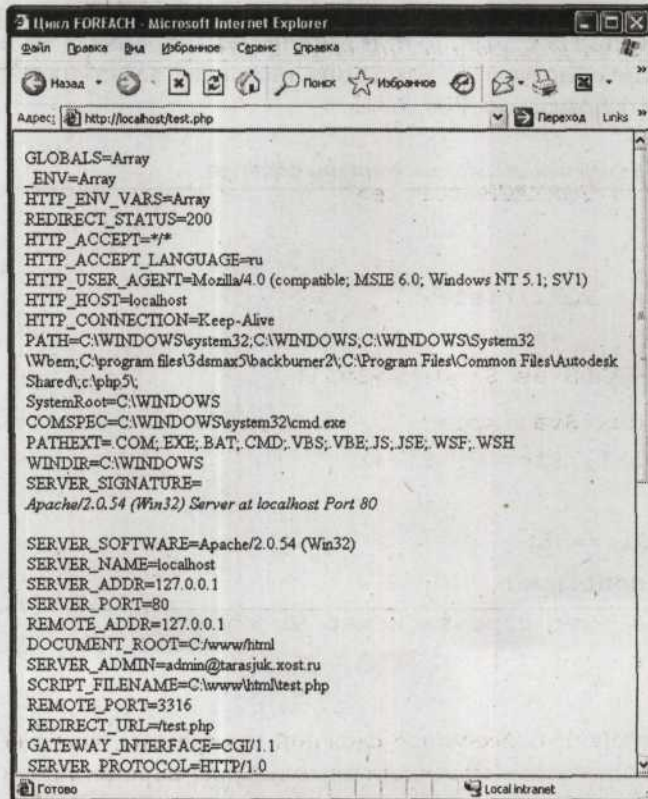 Цикл FOREACH - Microsoft Internet Explorer
Файл Правка Вид Избранное Сервис Справка
Назад Поиск Избранное
Адрес: http://localhost/test.php Переход Links
GLOBALS=Array
_ENV=Array
HTTP_ENV_VARS=Array
REDIRECT_STATUS=200
HTTP_ACCEPT=*/*
HTTP_ACCEPT_LANGUAGE=ru
HTTP_USER_AGENT=Mozilla/4.0 (compatible; MSIE 6.0; Windows NT 5.1; SV1)
HTTP_HOST=localhost
HTTP_CONNECTION=Keep-Alive
PATH=C:\WINDOWS\system32;C:\WINDOWS;C:\WINDOWS\System32
\Wbem;C:\program files\3dsmax5\backburner2\;C:\Program Files\Common Files\Autodesk
Shared\;c:\php5\;
SystemRoot=C:\WINDOWS
COMSPEC=C:\WINDOWS\system32\cmd.exe
PATHEXT=.COM;.EXE;.BAT;.CMD;.VBS;.VBE;.JS;.JSE;.WSF;.WSH
WINDIR=C:\WINDOWS
SERVER_SIGNATURE=
Apache/2.0.54 (Win32) Server at localhost Port 80
SERVER_SOFTWARE=Apache/2.0.54 (Win32)
SERVER_NAME=localhost
SERVER_ADDR=127.0.0.1
SERVER_PORT=80
REMOTE_ADDR=127.0.0.1
DOCUMENT_ROOT=C:/www/html
SERVER_ADMIN=admin@tarasjuk.xost.ru
SCRIPT_FILENAME=C:\www\html\test.php
REMOTE_PORT=3316
REDIRECT_URL=/test.php
GATEWAY_INTERFACE=CGI/1.1
SERVER_PROTOCOL=HTTP/1.0
Готово Local intranet